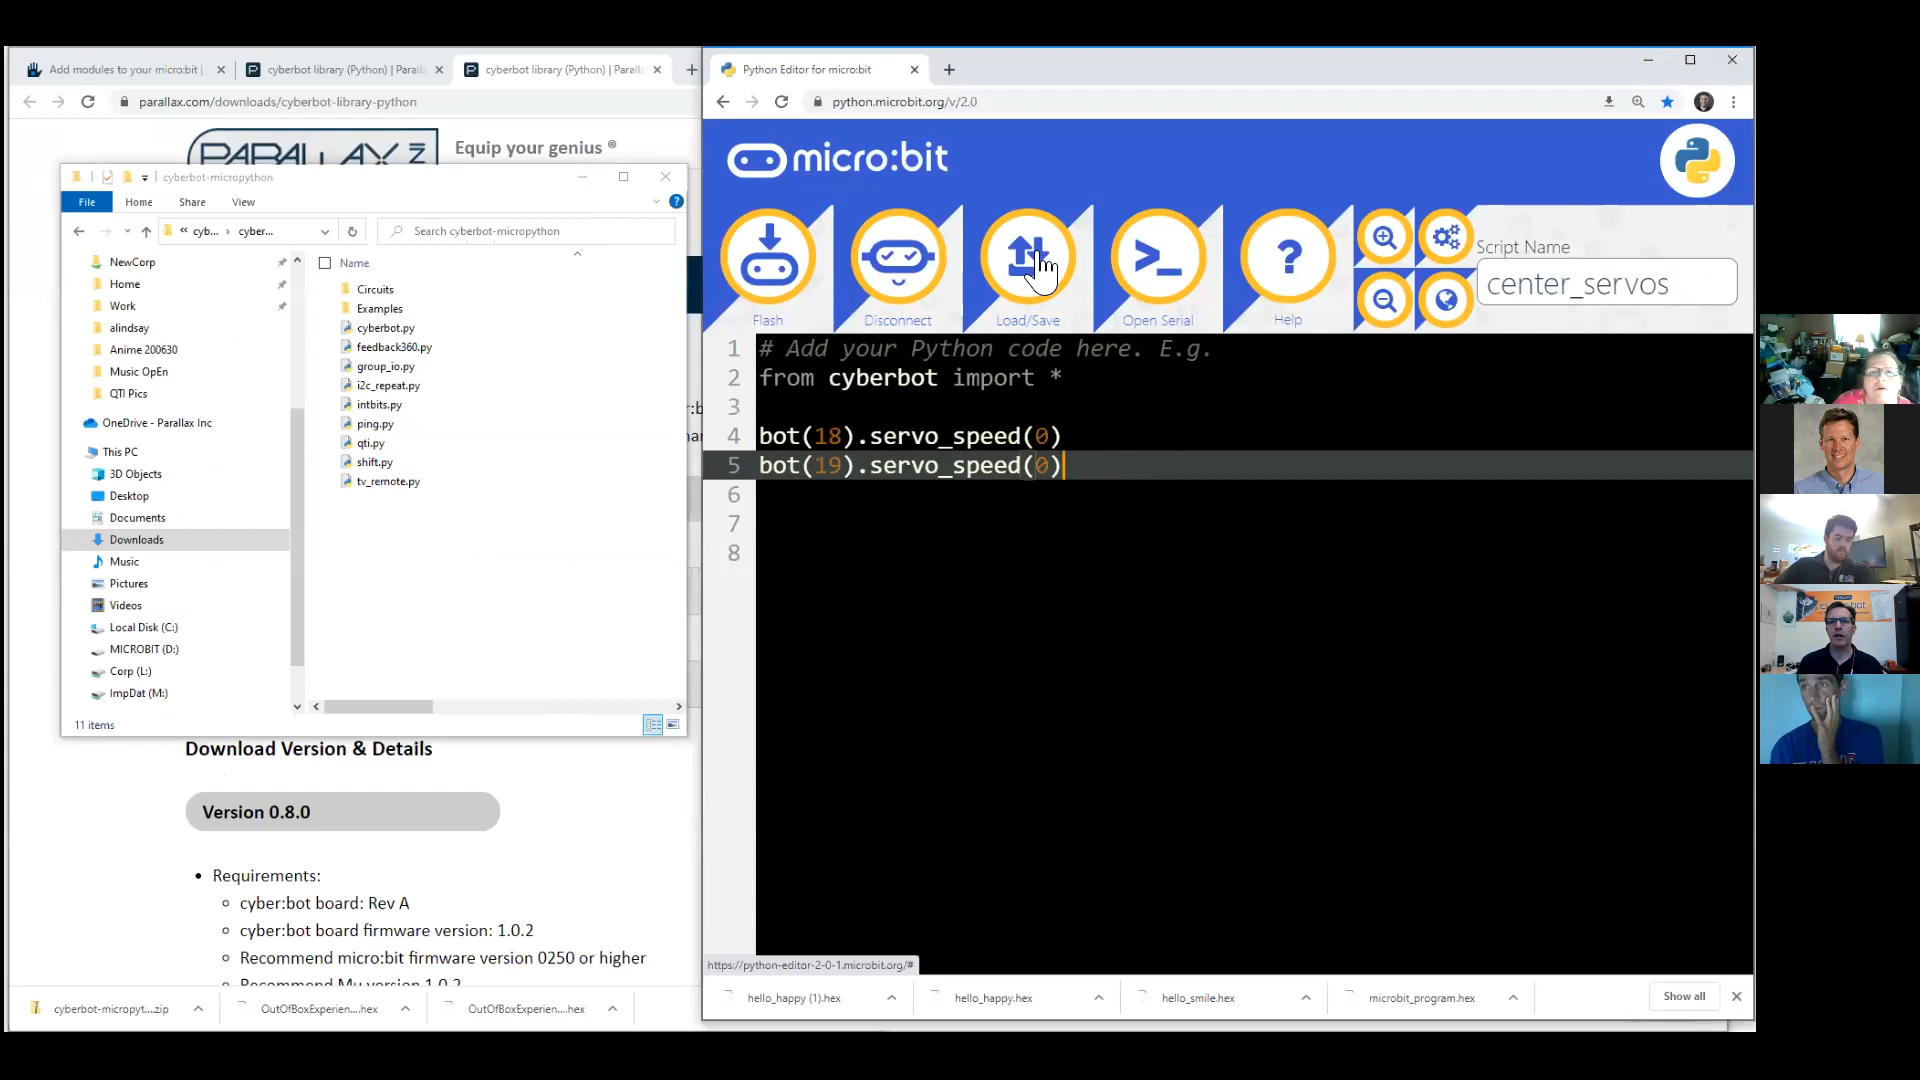 Add modules to your micro:bit |
cyberbot library (Python) | Paralla
cyberbot library (Python) | Paralla
parallax.com/downloads/cyberbot-library-python
PARALLAX
Equip your genius ®
cyberbot-micropython
File
Home
Share
View
cyb...
cyber...
Search cyberbot-micropython
NewCorp
Home
Work
alindsay
Anime 200630
Music OpEn
QTI Pics
OneDrive - Parallax Inc
This PC
3D Objects
Desktop
Documents
Downloads
Music
Pictures
Videos
Local Disk (C:)
MICROBIT (D:)
Corp (L:)
ImpDat (M:)
Name
Circuits
Examples
cyberbot.py
feedback360.py
group_io.py
i2c_repeat.py
intbits.py
ping.py
qti.py
shift.py
tv_remote.py
11 items
Download Version & Details
Version 0.8.0
• Requirements:
cyber:bot board: Rev A
cyber:bot board firmware version: 1.0.2
Recommend micro:bit firmware version 0250 or higher
Recommend Mu version 1.0.2
cyberbot-micropyt....zip
OutOfBoxExperien....hex
OutOfBoxExperien....hex
Python Editor for micro:bit
python.microbit.org/v/2.0
micro:bit
Flash
Disconnect
Load/Save
Open Serial
Help
Script Name
center_servos
1 # Add your Python code here. E.g.
2 from cyberbot import *
3
4 bot(18).servo_speed(0)
5 bot(19).servo_speed(0)
6
7
8
https://python-editor-2-0-1.microbit.org/#
hello_happy (1).hex
hello_happy.hex
hello_smile.hex
microbit_program.hex
Show all